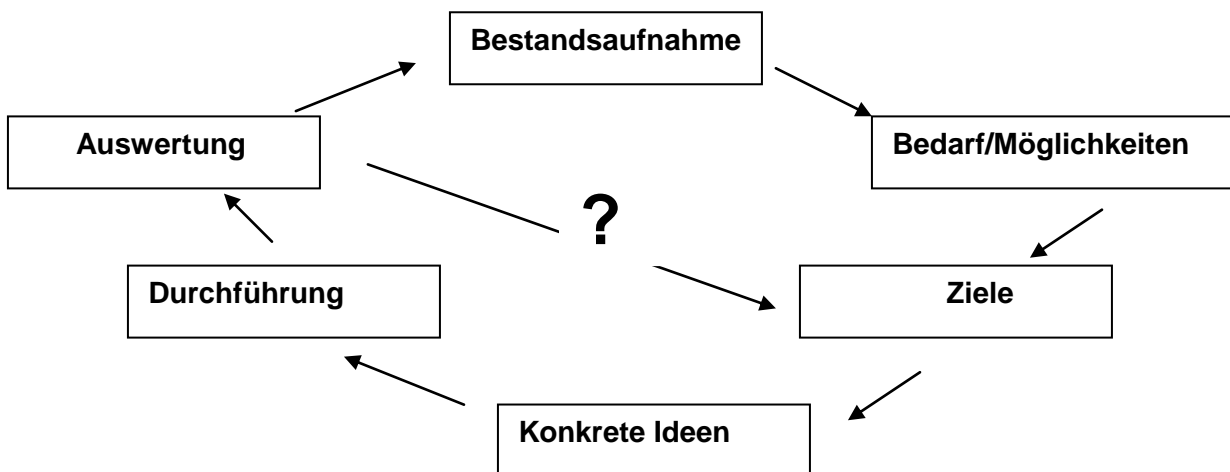 Bestandsaufnahme
Auswertung
Bedarf/Möglichkeiten
?
Durchführung
Ziele
Konkrete Ideen